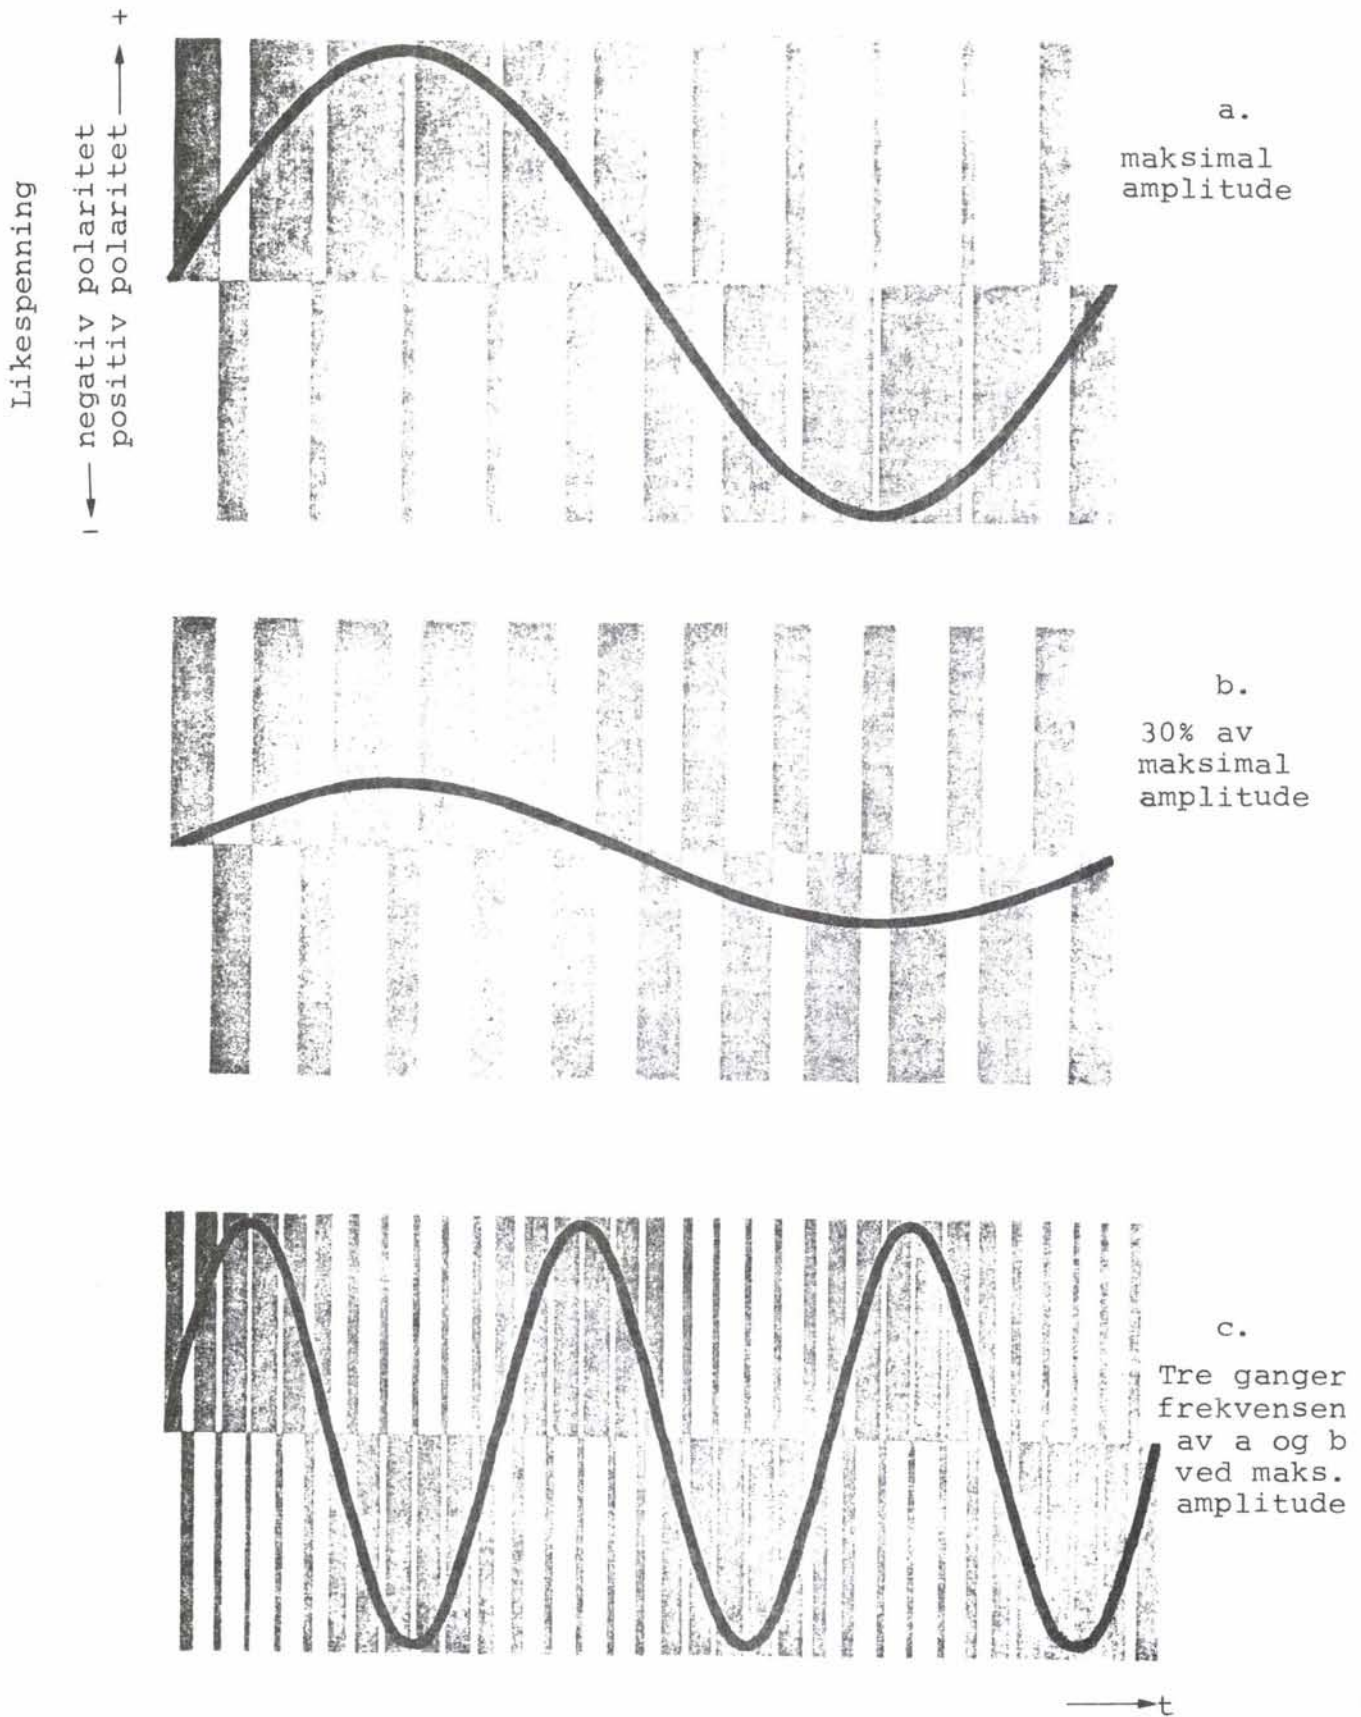 Likespenning
- ← negativ polaritet
positiv polaritet → +
a.
maksimal
amplitude
b.
30% av
maksimal
amplitude
c.
Tre ganger
frekvensen
av a og b
ved maks.
amplitude
→ t